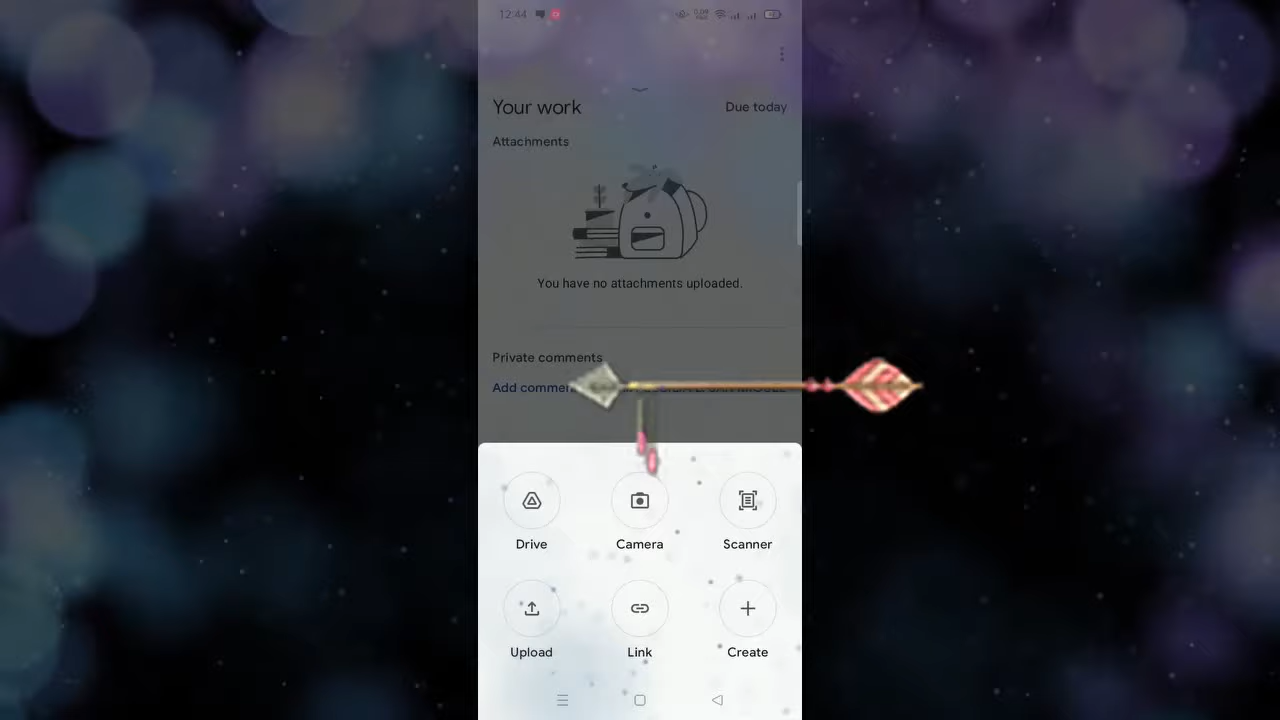 12:44
Your work Due today
Attachments
You have no attachments uploaded.
Private comments
Add commen
Drive Camera Scanner
Upload Link Create